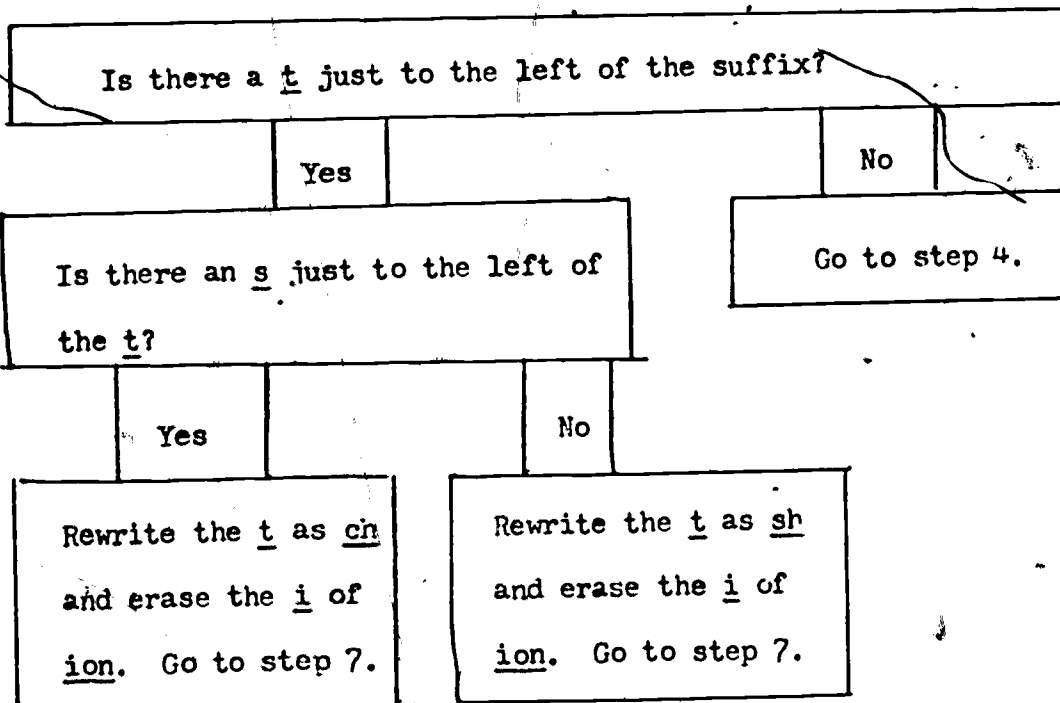 Is there a t just to the left of the suffix?
Yes
No
Is there an s just to the left of
the t?
Go to step 4.
Yes
No
Rewrite the t as ch
and erase the i of
ion. Go to step 7.
Rewrite the t as sh
and erase the i of
ion. Go to step 7.